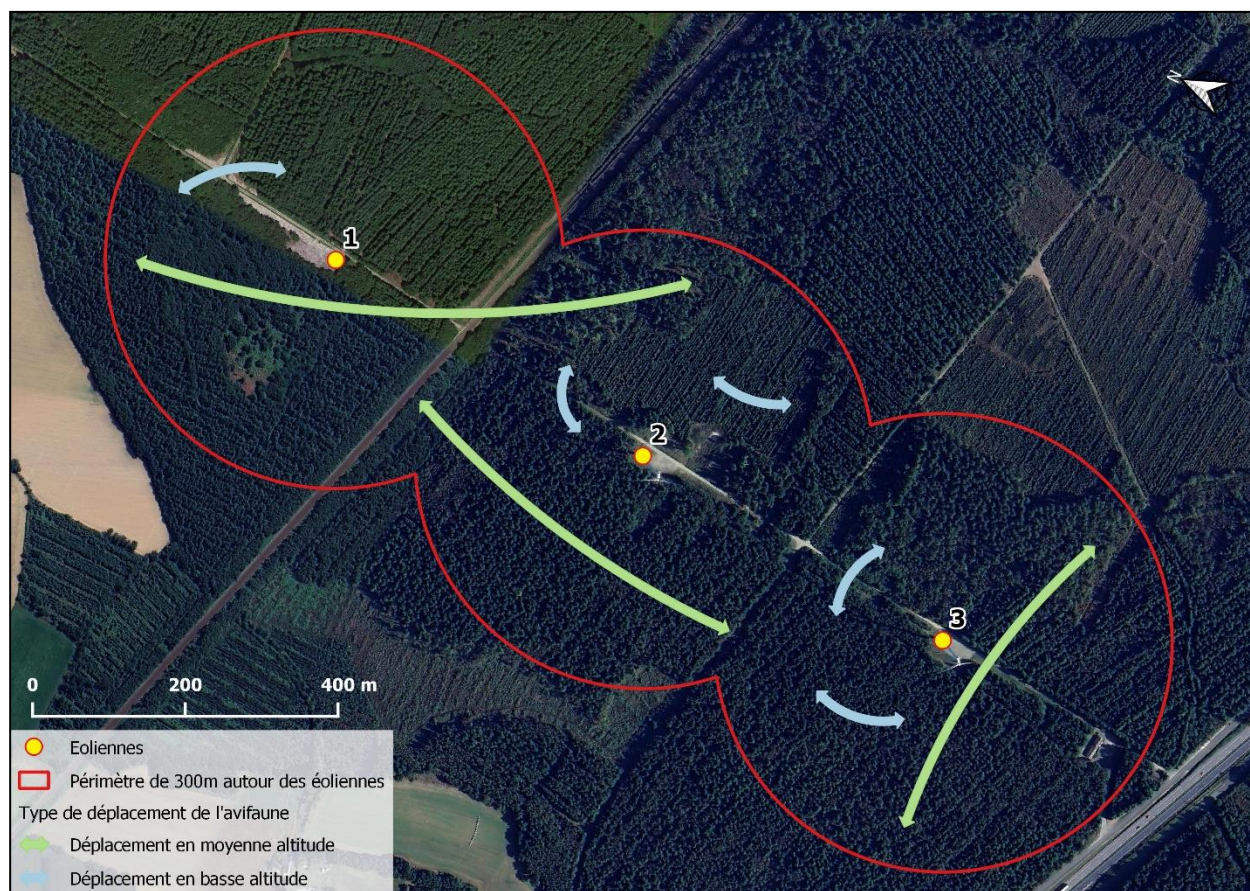 N
1
2
3
0 200 400 m
Eoliennes
Périmètre de 300m autour des éoliennes
Type de déplacement de l'avifaune
Déplacement en moyenne altitude
Déplacement en basse altitude